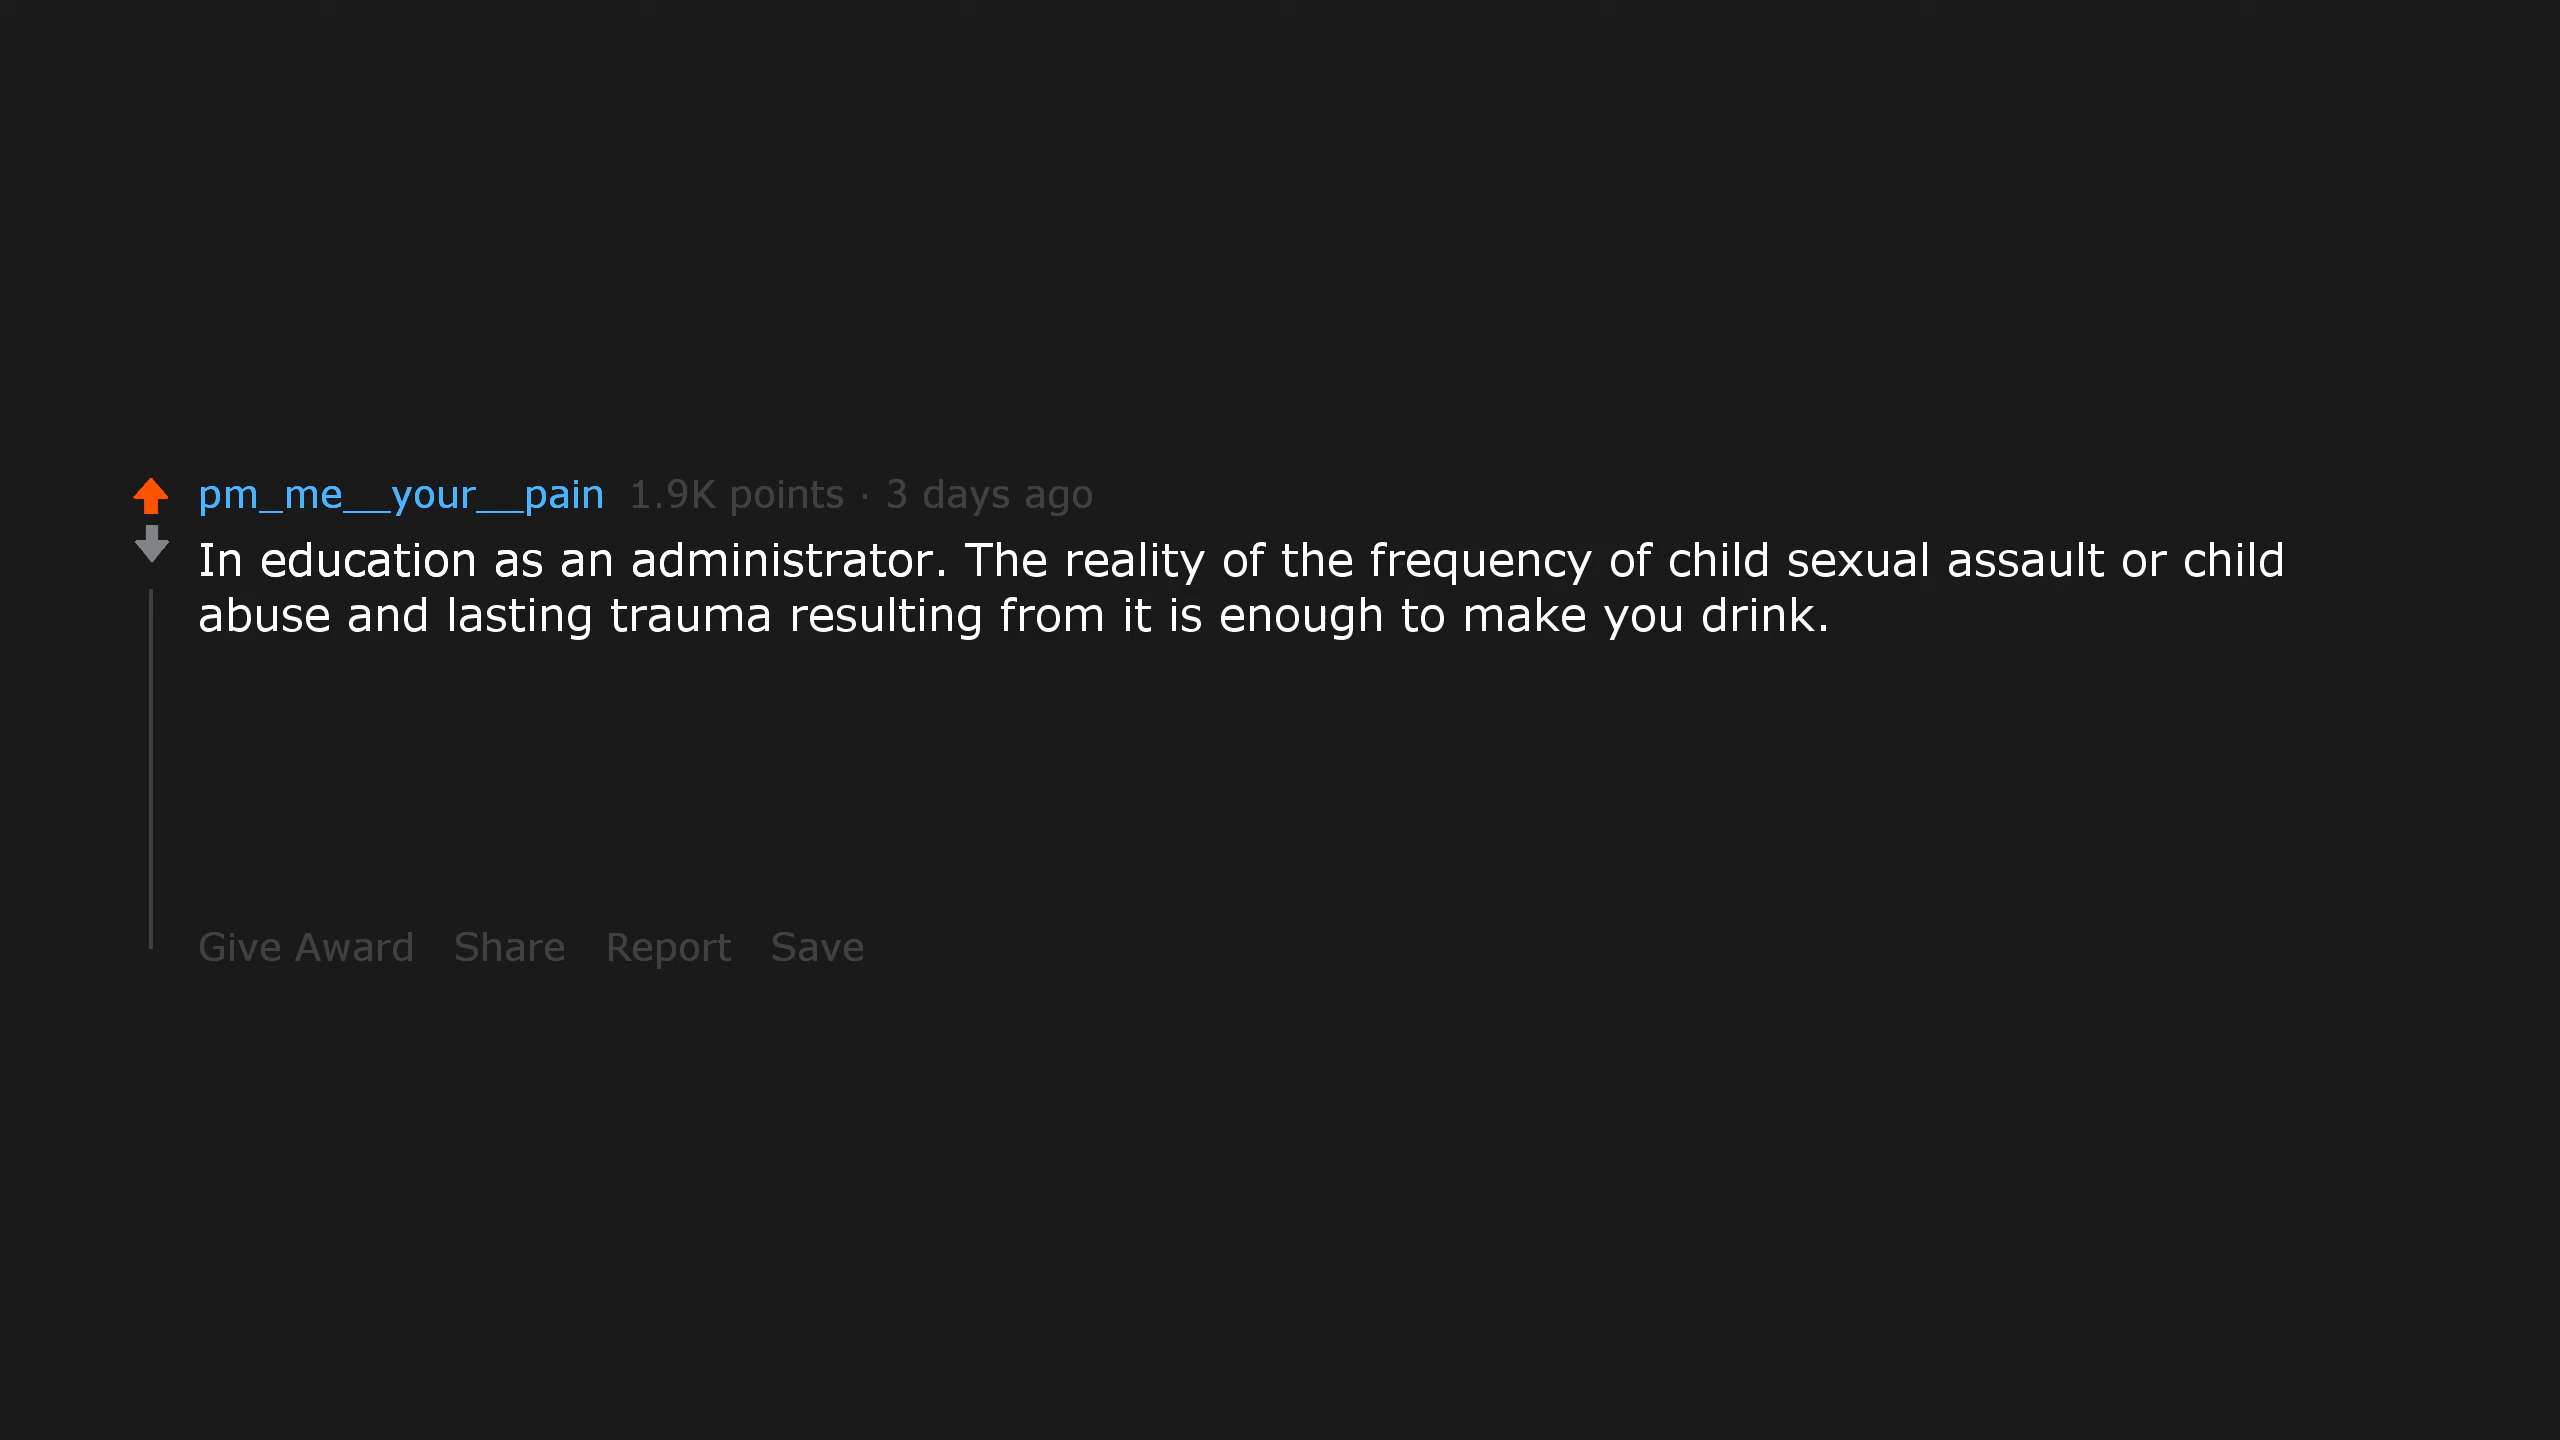 pm_me__your__pain 1.9K points · 3 days ago
In education as an administrator. The reality of the frequency of child sexual assault or child
abuse and lasting trauma resulting from it is enough to make you drink.
Give Award Share Report Save